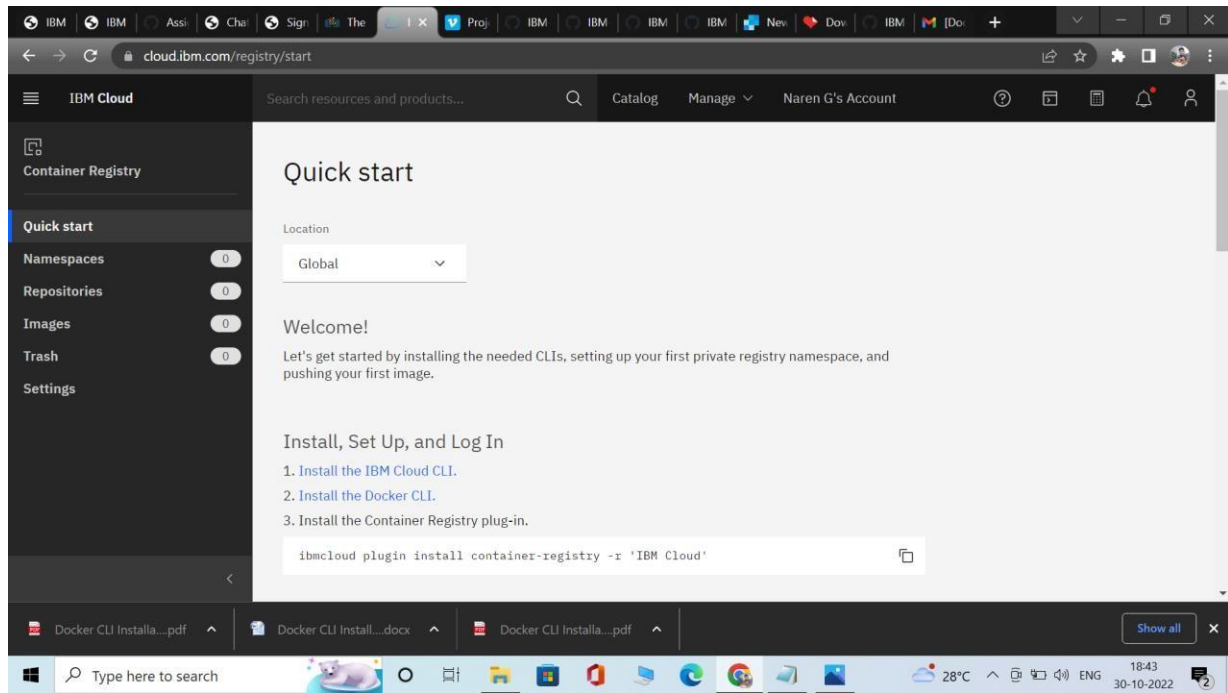 IBM
IBM
Assi
Chat
Sign
The
I
Proj
IBM
IBM
IBM
IBM
New
Dov
IBM
[Do
cloud.ibm.com/registry/start
IBM Cloud
Search resources and products...
Catalog
Manage
Naren G's Account
Container Registry
Quick start
Namespaces 0
Repositories 0
Images 0
Trash 0
Settings
Quick start
Location
Global
Welcome!
Let's get started by installing the needed CLIs, setting up your first private registry namespace, and
pushing your first image.
Install, Set Up, and Log In
1. Install the IBM Cloud CLI.
2. Install the Docker CLI.
3. Install the Container Registry plug-in.
ibmcloud plugin install container-registry -r 'IBM Cloud'
Docker CLI Installa....pdf
Docker CLI Install....docx
Docker CLI Installa....pdf
Show all
Type here to search
28°C
ENG
18:43
30-10-2022
2